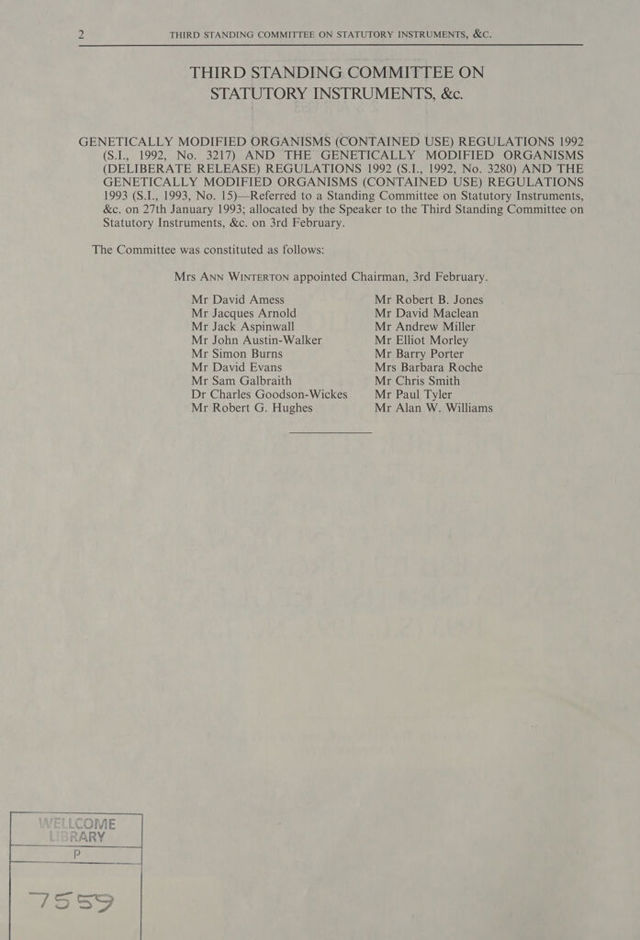 2 THIRD STANDING COMMITTEE ON STATUTORY INSTRUMENTS, &C.
THIRD STANDING COMMITTEE ON
STATUTORY INSTRUMENTS, &c.
GENETICALLY MODIFIED ORGANISMS (CONTAINED USE) REGULATIONS 1992
(S.I., 1992, No. 3217) AND THE GENETICALLY MODIFIED ORGANISMS
(DELIBERATE RELEASE) REGULATIONS 1992 (S.I., 1992, No. 3280) AND THE
GENETICALLY MODIFIED ORGANISMS (CONTAINED USE) REGULATIONS
1993 (S.I., 1993, No. 15)—Referred to a Standing Committee on Statutory Instruments,
&c. on 27th January 1993; allocated by the Speaker to the Third Standing Committee on
Statutory Instruments, &c. on 3rd February.
The Committee was constituted as follows:
Mrs ANN WINTERTON appointed Chairman, 3rd February.
Mr David Amess
Mr Jacques Arnold
Mr Jack Aspinwall
Mr John Austin-Walker
Mr Simon Burns
Mr David Evans
Mr Sam Galbraith
Dr Charles Goodson-Wickes
Mr Robert G. Hughes
Mr Robert B. Jones
Mr David Maclean
Mr Andrew Miller
Mr Elliot Morley
Mr Barry Porter
Mrs Barbara Roche
Mr Chris Smith
Mr Paul Tyler
Mr Alan W. Williams
WELLCOME
LIBRARY
P
7559